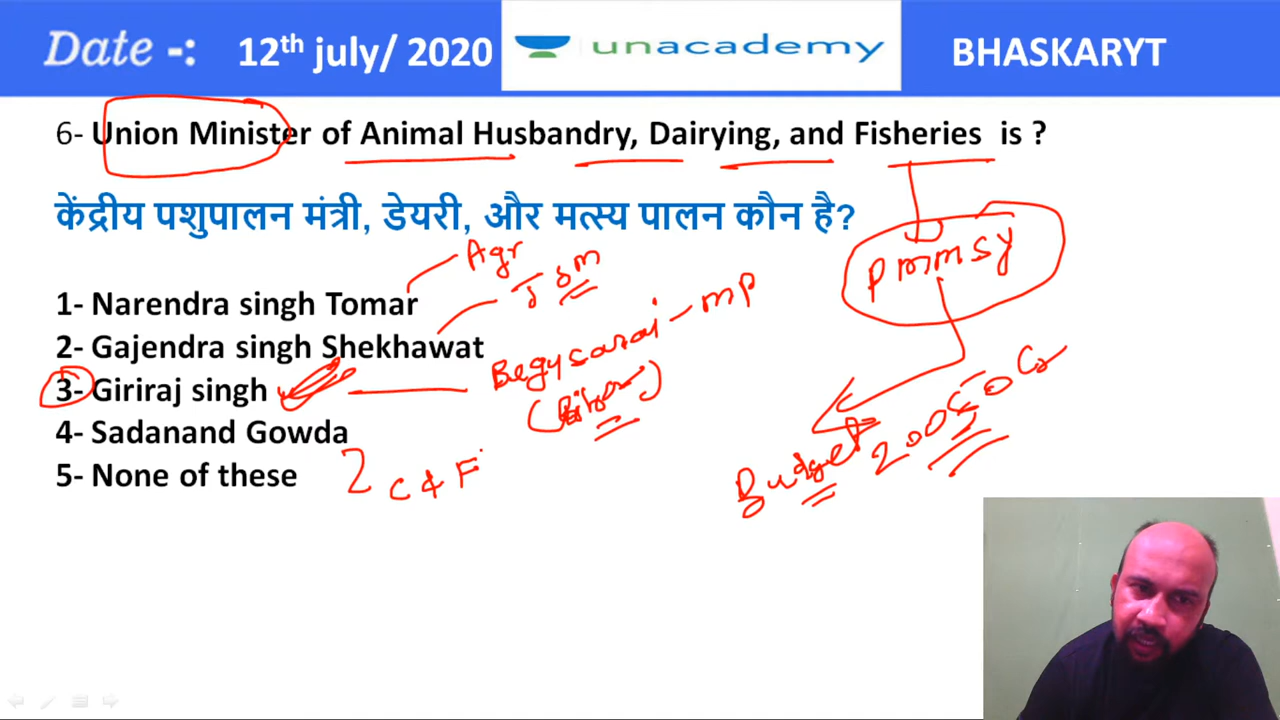 Date -: 12th july/ 2020 unacademy BHASKARYT
6- Union Minister of Animal Husbandry, Dairying, and Fisheries is ?
केंद्रीय पशुपालन मंत्री, डेयरी, और मत्स्य पालन कौन है?
Agr
PMMSY
1- Narendra singh Tomar
JSM
2- Gajendra singh Shekhawat
Begusarai - MP
3- Giriraj singh
(Bihar)
4- Sadanand Gowda
5- None of these
C & F
Budget 20050 Cr